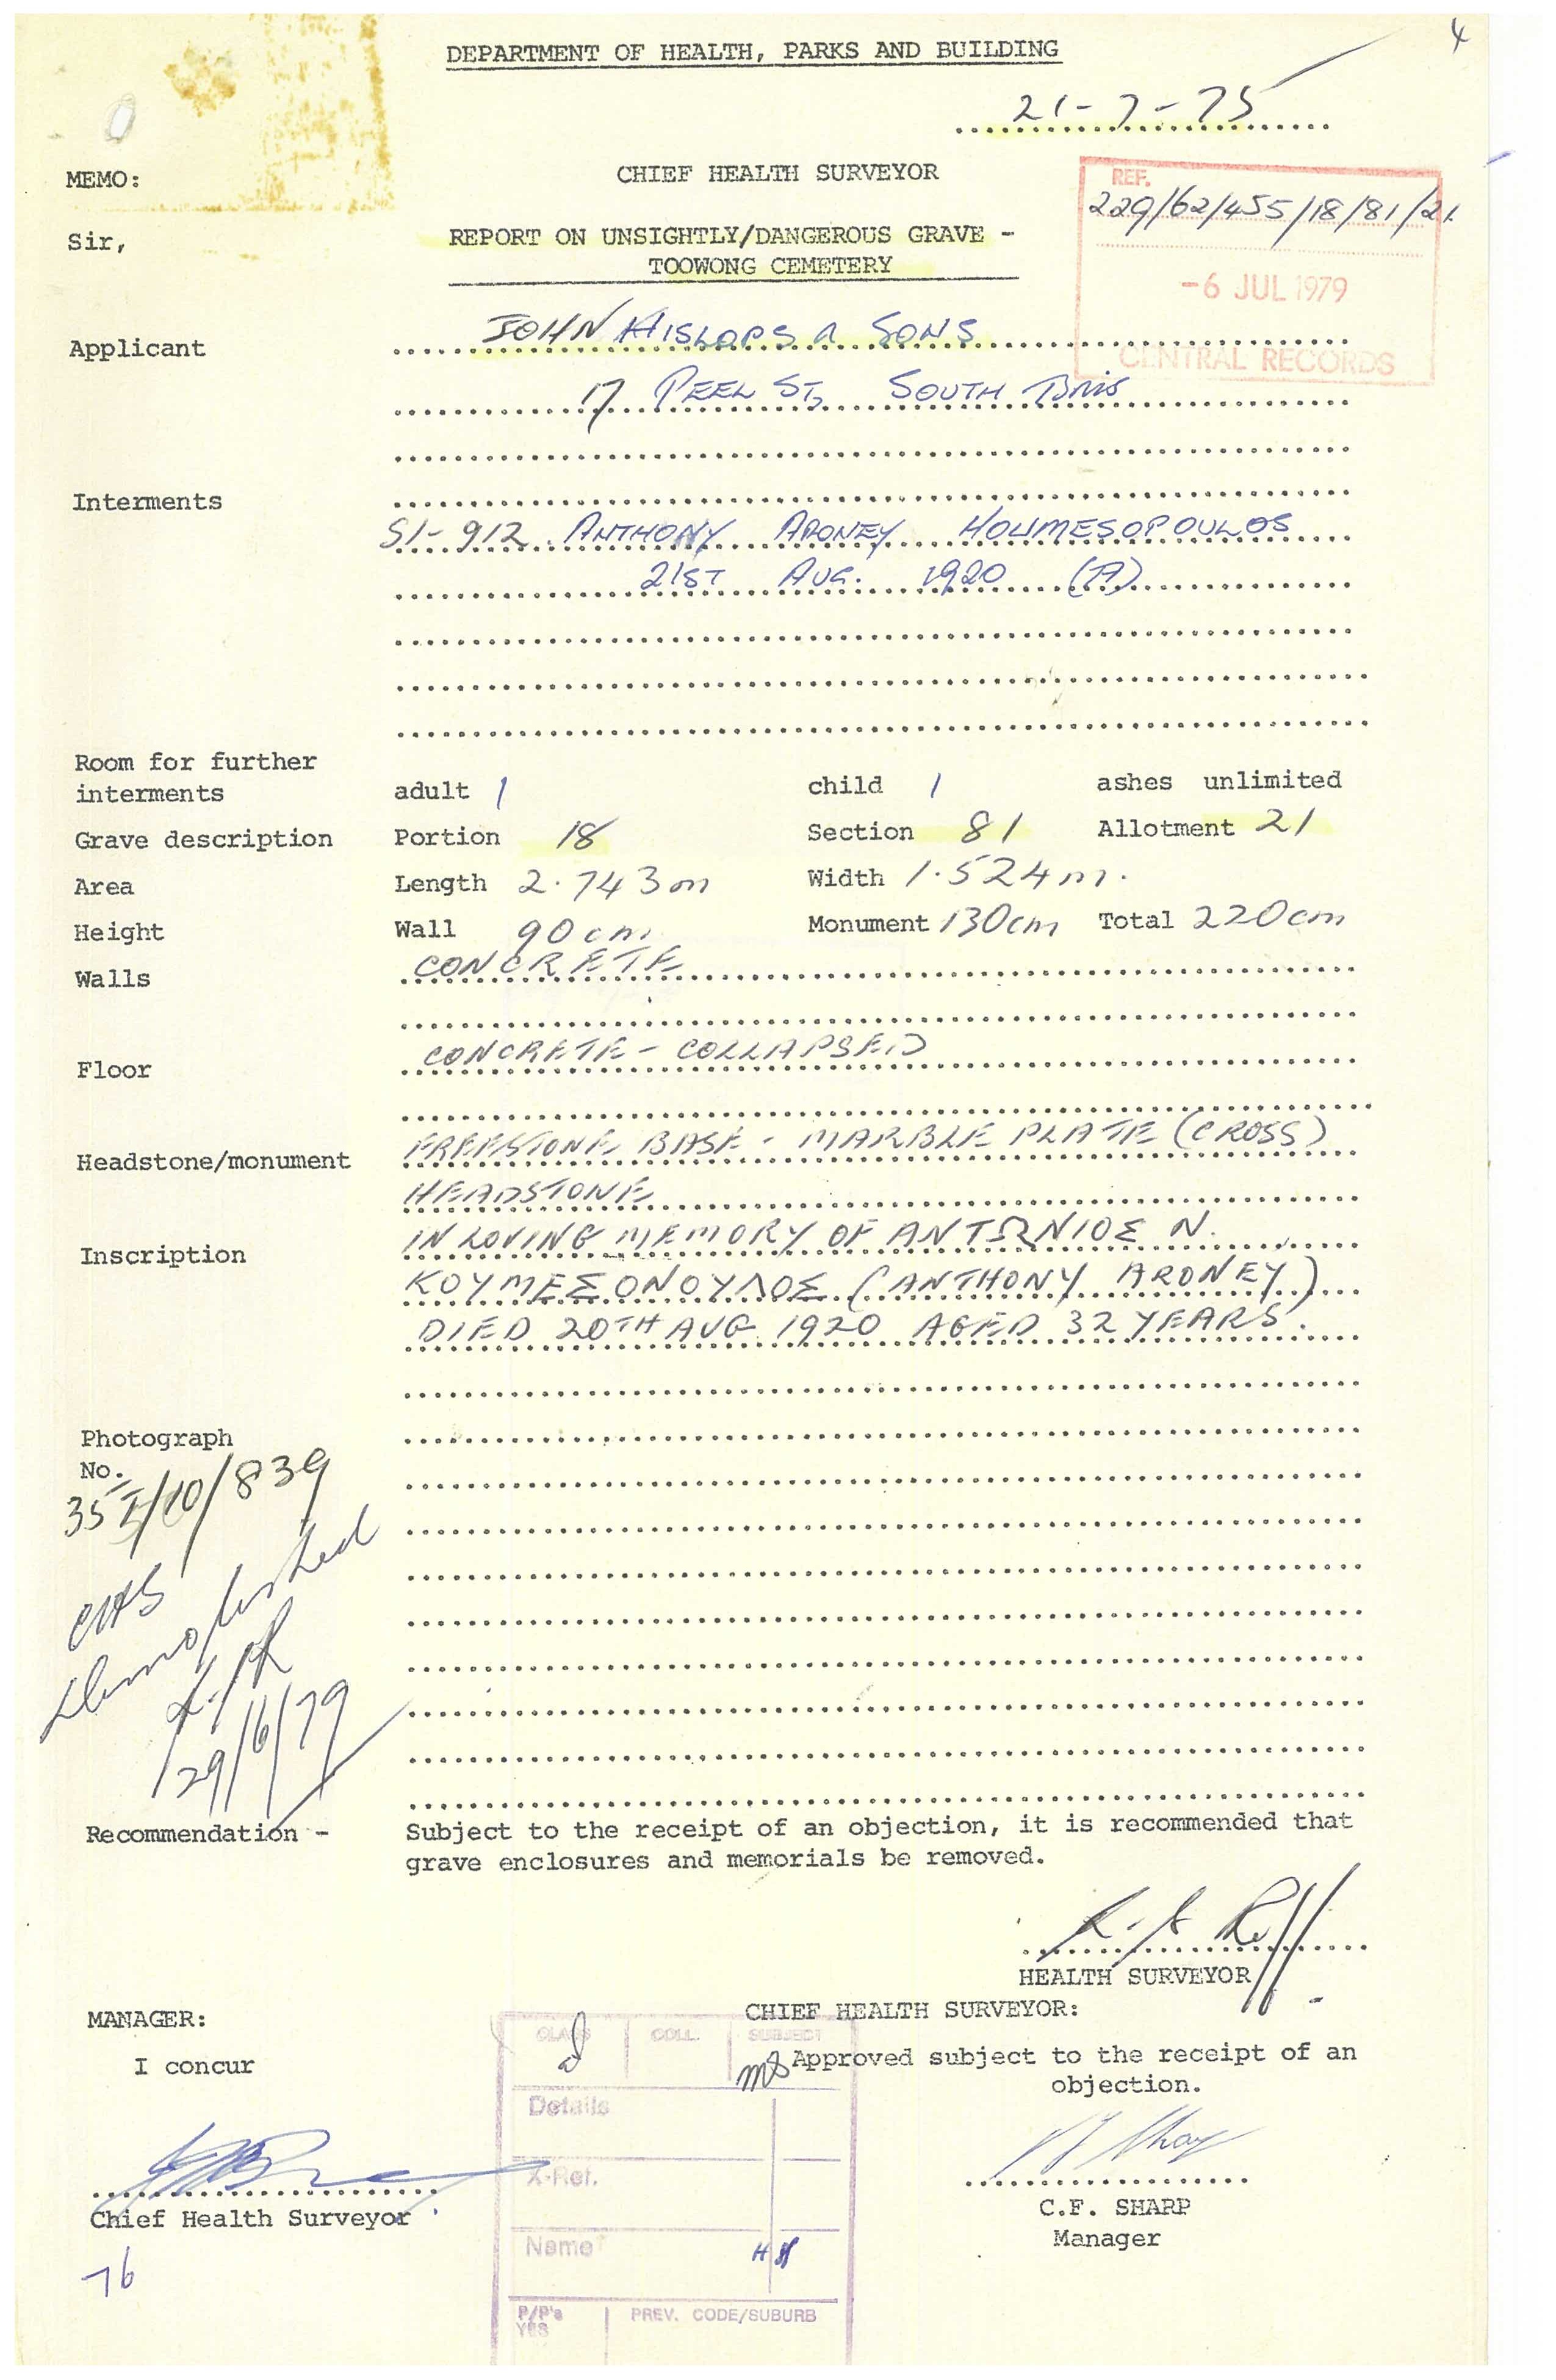 4
DEPARTMENT OF HEALTH, PARKS AND BUILDING
21-7-75
MEMO:
CHIEF HEALTH SURVEYOR
REF.
229/62/455/18/81/21
Sir,
REPORT ON UNSIGHTLY/DANGEROUS GRAVE -
TOOWONG CEMETERY
-6 JUL 1979
CENTRAL RECORDS
Applicant JOHN HISLOPS & SONS
17 PEEL ST, SOUTH BRIS
Interments
51-912 ANTHONY ARONEY HOUMESOPOULOS
21ST AUG. 1920 (A)
Room for further
interments adult 1 child 1 ashes unlimited
Grave description Portion 18 Section 81 Allotment 21
Area Length 2.743m Width 1.524m.
Height Wall 90cm Monument 130cm Total 220cm
Walls CONCRETE
Floor CONCRETE - COLLAPSED
Headstone/monument FREESTONE BASE - MARBLE PLATE (CROSS)
HEADSTONE
Inscription IN LOVING MEMORY OF ΑΝΤΩΝΙΟΣ Ν.
ΚΟΥΜΕΣΟΝΟΥΛΟΣ (ANTHONY ARONEY)
DIED 20TH AUG 1920 AGED 32 YEARS.
Photograph
No.
35 I/10/839
CHS
Demolished
29/6/79
Recommendation - Subject to the receipt of an objection, it is recommended that
grave enclosures and memorials be removed.
HEALTH SURVEYOR
MANAGER:
CHIEF HEALTH SURVEYOR:
I concur
Approved subject to the receipt of an
objection.
CLASS COLL. SUBJECT
Details
X-Ref.
Name
P/P's
YES
PREV. CODE/SUBURB
Chief Health Surveyor
76
C.F. SHARP
Manager